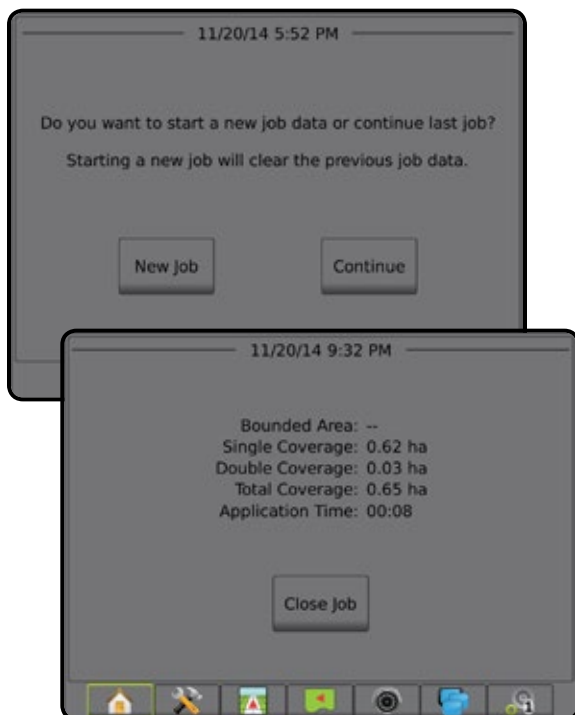 11/20/14 5:52 PM
Do you want to start a new job data or continue last job?
Starting a new job will clear the previous job data.
New Job
Continue
11/20/14 9:32 PM
Bounded Area: --
Single Coverage: 0.62 ha
Double Coverage: 0.03 ha
Total Coverage: 0.65 ha
Application Time: 00:08
Close Job
1